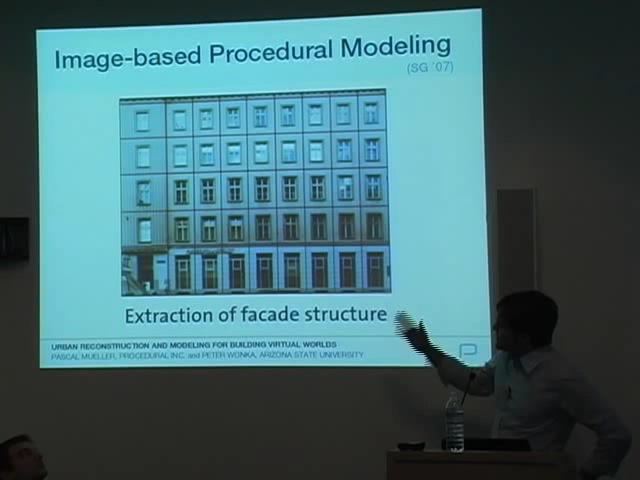 Image-based Procedural Modeling
(SG '07)
Extraction of facade structure
URBAN RECONSTRUCTION AND MODELING FOR BUILDING VIRTUAL WORLDS
PASCAL MUELLER, PROCEDURAL INC. and PETER WONKA, ARIZONA STATE UNIVERSITY